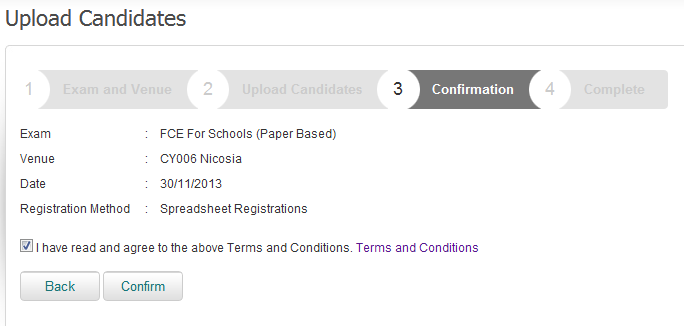 Upload Candidates
1 Exam and Venue 2 Upload Candidates 3 Confirmation 4 Complete
Exam : FCE For Schools (Paper Based)
Venue : CY006 Nicosia
Date : 30/11/2013
Registration Method : Spreadsheet Registrations
I have read and agree to the above Terms and Conditions. Terms and Conditions
Back Confirm